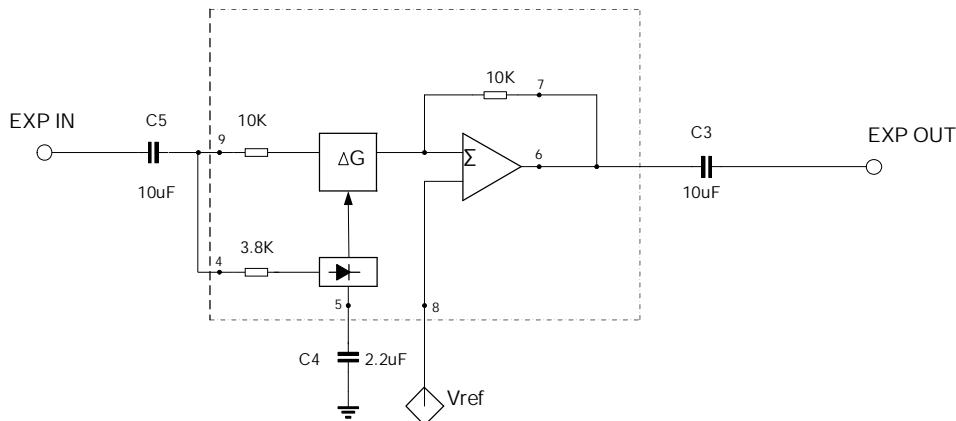 10K
7
EXP IN
C5
10K
9
C3
EXP OUT
ΔG
Σ
6
10uF
10uF
3.8K
4
5
8
C4
2.2uF
Vref